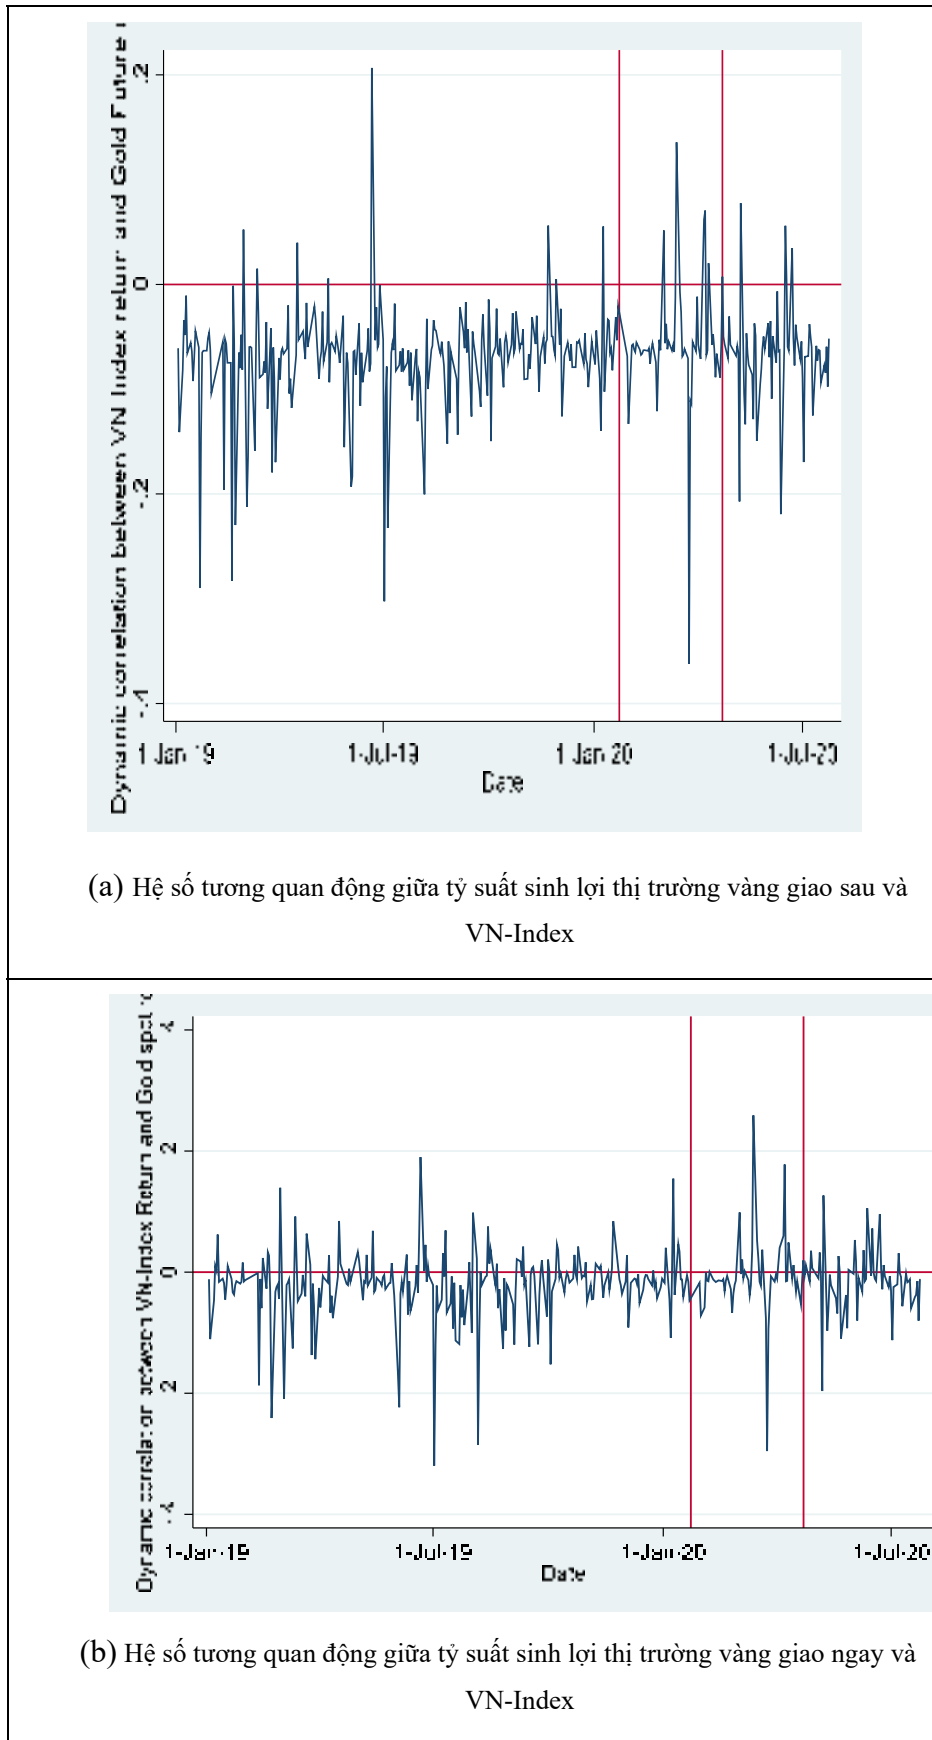 Dynamic correlation between VN Index return and Gold Future
.2
0
-.2
-.4
1-Jan-19 1-Jul-19 1-Jan-20 1-Jul-20
Date
(a) Hệ số tương quan động giữa tỷ suất sinh lợi thị trường vàng giao sau và
VN-Index
Dynamic correlation between VN-Index Return and Gold spot
.4
.2
0
-.2
-.4
1-Jan-19 1-Jul-19 1-Jan-20 1-Jul-20
Date
(b) Hệ số tương quan động giữa tỷ suất sinh lợi thị trường vàng giao ngay và
VN-Index